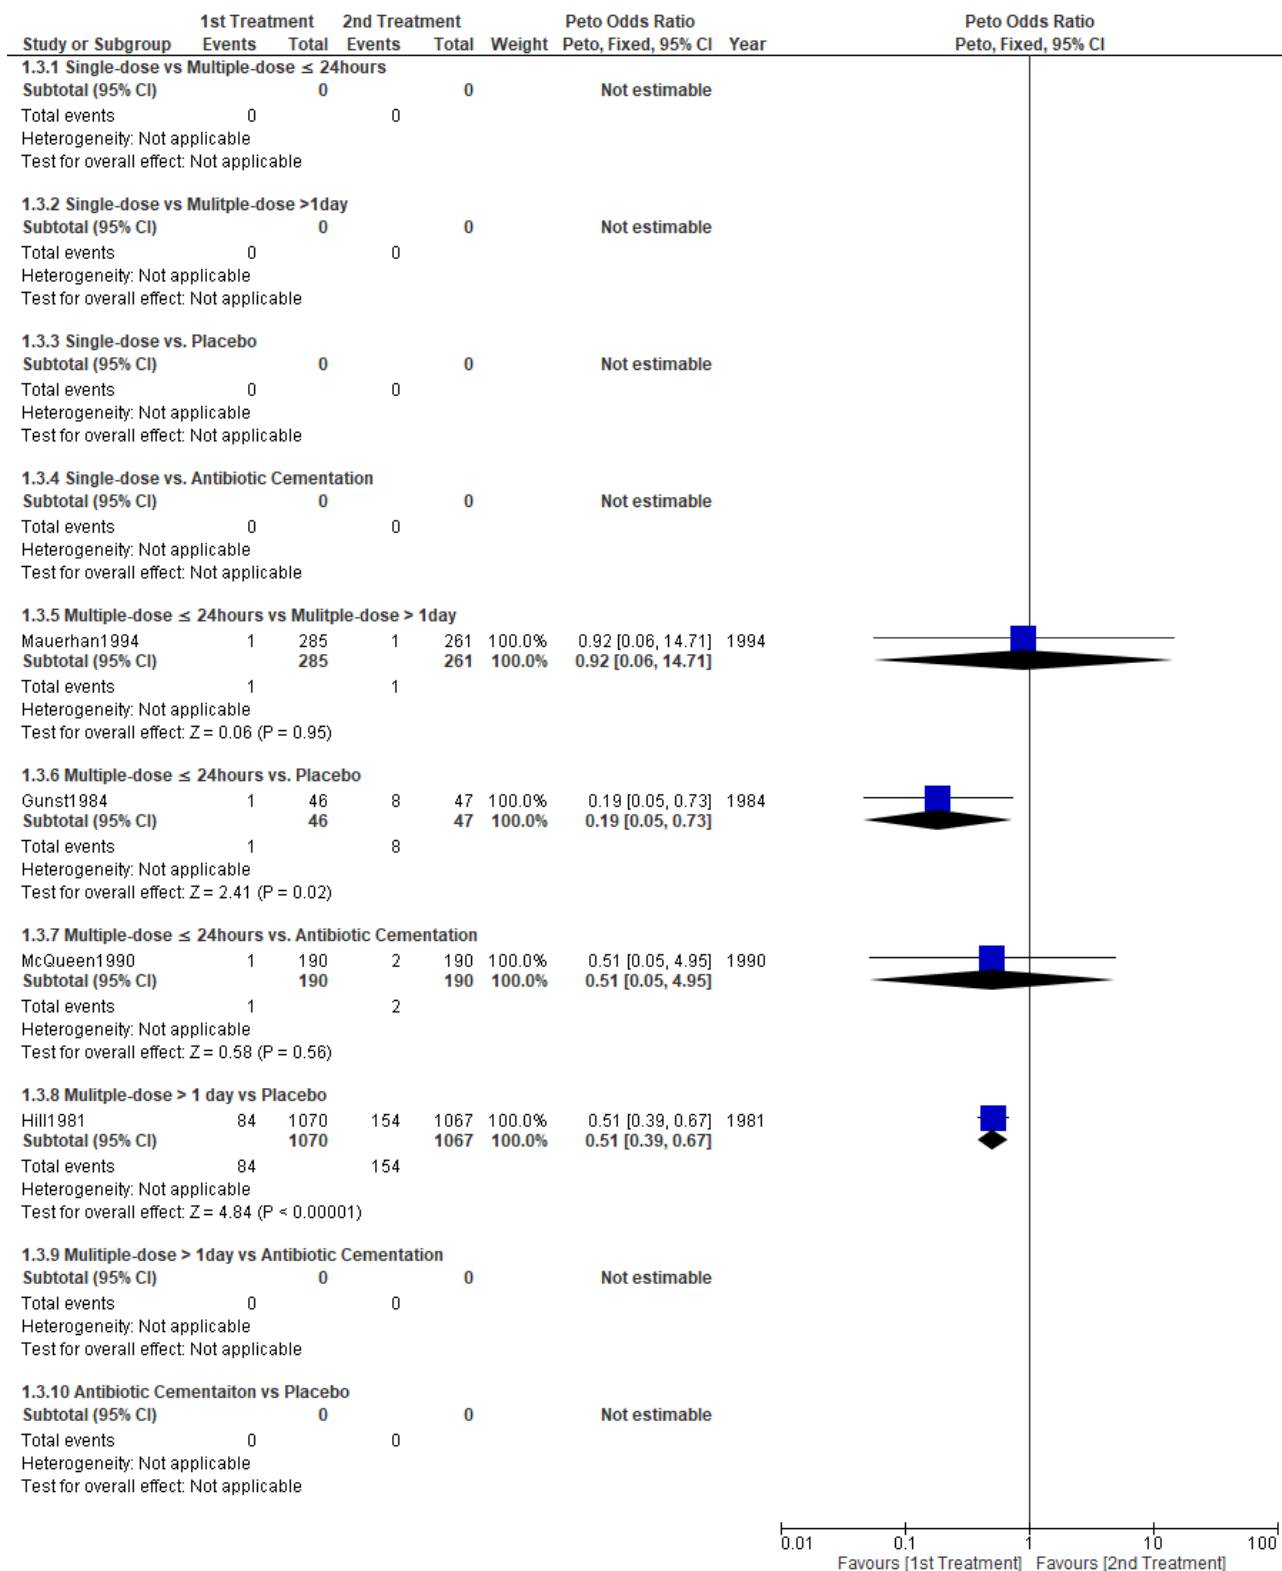 1st Treatment 2nd Treatment Peto Odds Ratio Peto Odds Ratio
Study or Subgroup Events Total Events Total Weight Peto, Fixed, 95% CI Year Peto, Fixed, 95% CI
1.3.1 Single-dose vs Multiple-dose ≤ 24hours
Subtotal (95% CI) 0 0 Not estimable
Total events 0 0
Heterogeneity: Not applicable
Test for overall effect: Not applicable
1.3.2 Single-dose vs Mulitple-dose >1day
Subtotal (95% CI) 0 0 Not estimable
Total events 0 0
Heterogeneity: Not applicable
Test for overall effect: Not applicable
1.3.3 Single-dose vs. Placebo
Subtotal (95% CI) 0 0 Not estimable
Total events 0 0
Heterogeneity: Not applicable
Test for overall effect: Not applicable
1.3.4 Single-dose vs. Antibiotic Cementation
Subtotal (95% CI) 0 0 Not estimable
Total events 0 0
Heterogeneity: Not applicable
Test for overall effect: Not applicable
1.3.5 Multiple-dose ≤ 24hours vs Mulitple-dose > 1day
Mauerhan1994 1 285 1 261 100.0% 0.92 [0.06, 14.71] 1994
Subtotal (95% CI) 285 261 100.0% 0.92 [0.06, 14.71]
Total events 1 1
Heterogeneity: Not applicable
Test for overall effect: Z = 0.06 (P = 0.95)
1.3.6 Multiple-dose ≤ 24hours vs. Placebo
Gunst1984 1 46 8 47 100.0% 0.19 [0.05, 0.73] 1984
Subtotal (95% CI) 46 47 100.0% 0.19 [0.05, 0.73]
Total events 1 8
Heterogeneity: Not applicable
Test for overall effect: Z = 2.41 (P = 0.02)
1.3.7 Multiple-dose ≤ 24hours vs. Antibiotic Cementation
McQueen1990 1 190 2 190 100.0% 0.51 [0.05, 4.95] 1990
Subtotal (95% CI) 190 190 100.0% 0.51 [0.05, 4.95]
Total events 1 2
Heterogeneity: Not applicable
Test for overall effect: Z = 0.58 (P = 0.56)
1.3.8 Mulitple-dose > 1 day vs Placebo
Hill1981 84 1070 154 1067 100.0% 0.51 [0.39, 0.67] 1981
Subtotal (95% CI) 1070 1067 100.0% 0.51 [0.39, 0.67]
Total events 84 154
Heterogeneity: Not applicable
Test for overall effect: Z = 4.84 (P < 0.00001)
1.3.9 Mulitiple-dose > 1day vs Antibiotic Cementation
Subtotal (95% CI) 0 0 Not estimable
Total events 0 0
Heterogeneity: Not applicable
Test for overall effect: Not applicable
1.3.10 Antibiotic Cementaiton vs Placebo
Subtotal (95% CI) 0 0 Not estimable
Total events 0 0
Heterogeneity: Not applicable
Test for overall effect: Not applicable
0.01 0.1 1 10 100
Favours [1st Treatment] Favours [2nd Treatment]